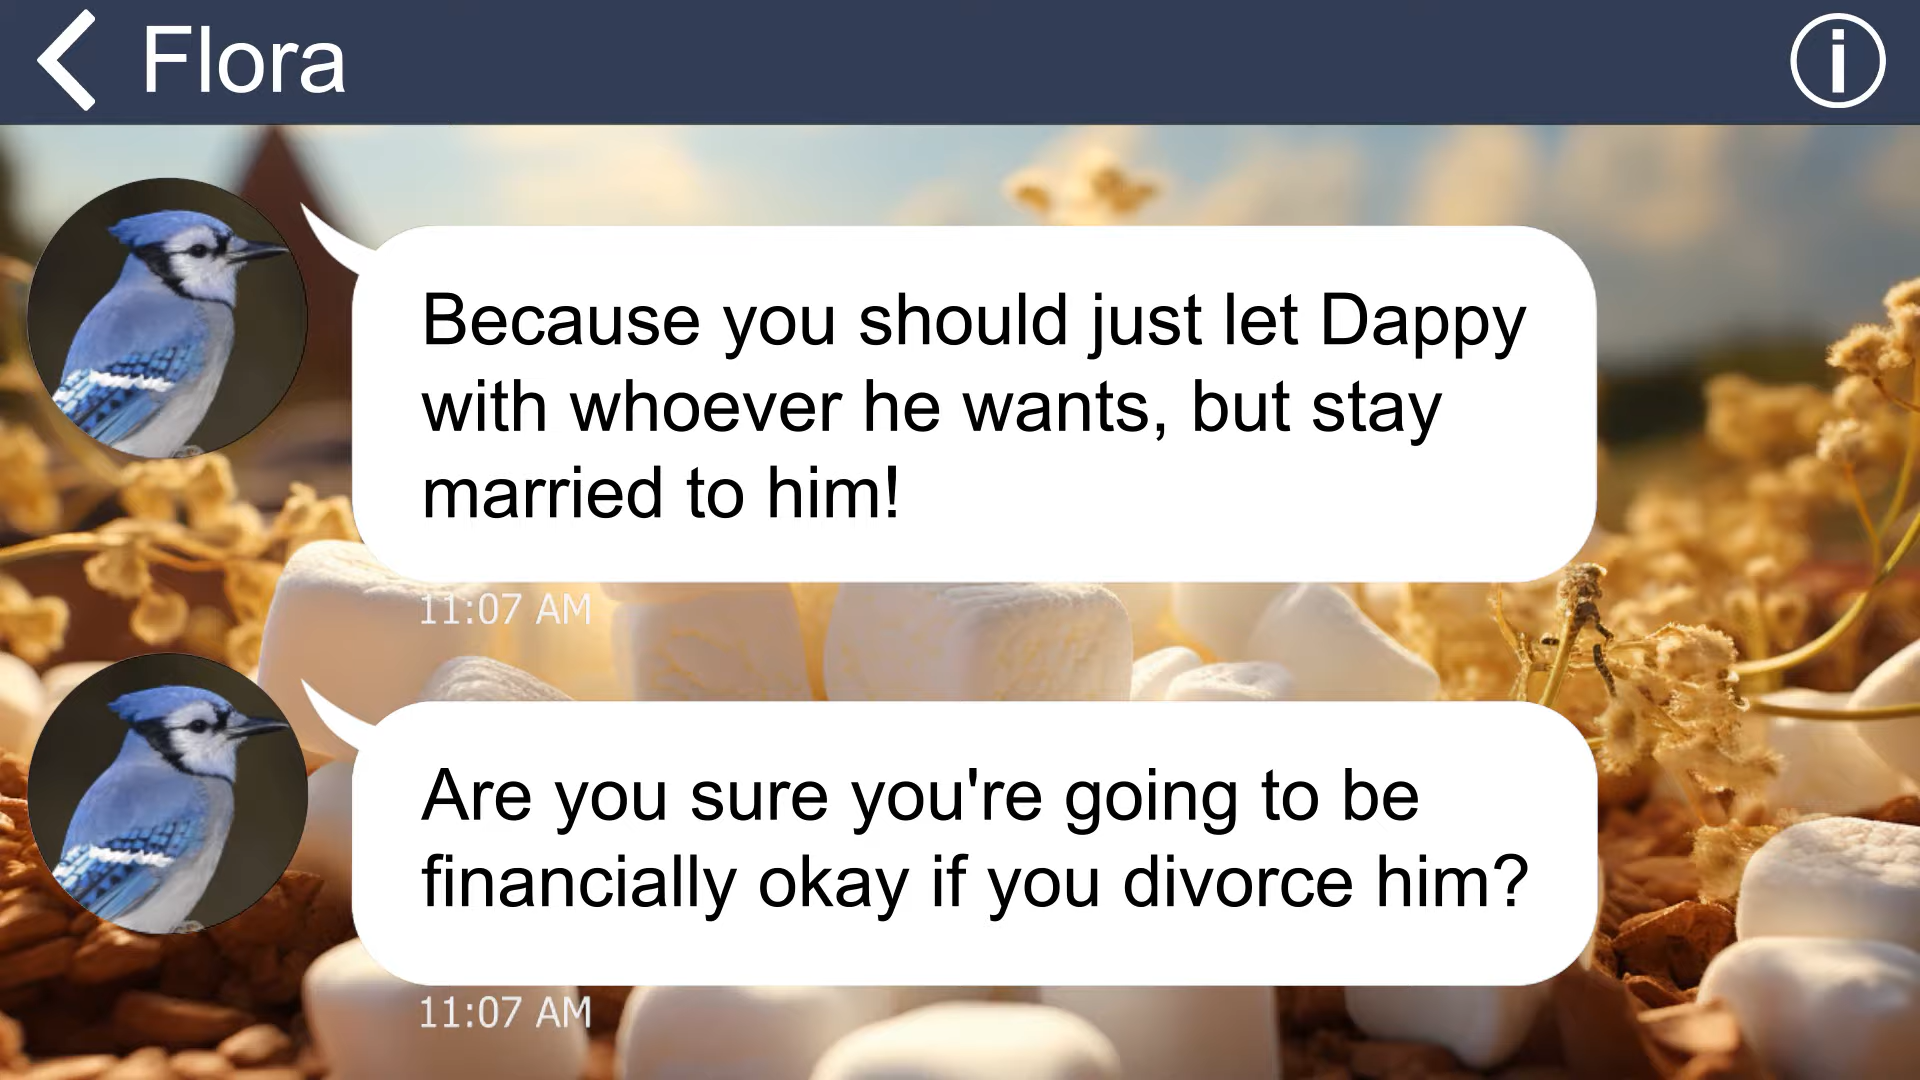 Flora
Because you should just let Dappy
with whoever he wants, but stay
married to him!
11:07 AM
Are you sure you're going to be
financially okay if you divorce him?
11:07 AM